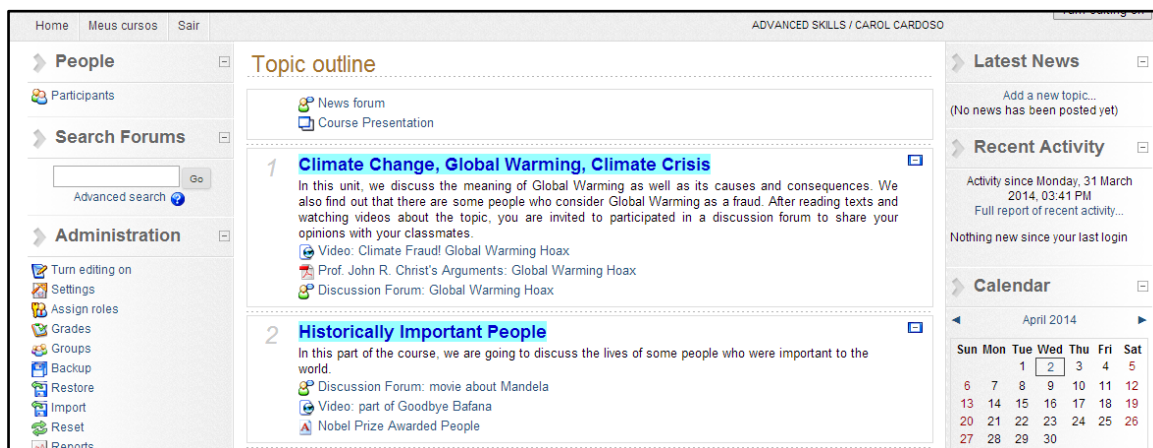 Home Meus cursos Sair
ADVANCED SKILLS / CAROL CARDOSO
People
Participants
Search Forums
Go
Advanced search
Administration
Turn editing on
Settings
Assign roles
Grades
Groups
Backup
Restore
Import
Reset
Reports
Topic outline
News forum
Course Presentation
1
Climate Change, Global Warming, Climate Crisis
In this unit, we discuss the meaning of Global Warming as well as its causes and consequences. We
also find out that there are some people who consider Global Warming as a fraud. After reading texts and
watching videos about the topic, you are invited to participated in a discussion forum to share your
opinions with your classmates.
Video: Climate Fraud! Global Warming Hoax
Prof. John R. Christ's Arguments: Global Warming Hoax
Discussion Forum: Global Warming Hoax
2
Historically Important People
In this part of the course, we are going to discuss the lives of some people who were important to the
world.
Discussion Forum: movie about Mandela
Video: part of Goodbye Bafana
Nobel Prize Awarded People
Latest News
Add a new topic...
(No news has been posted yet)
Recent Activity
Activity since Monday, 31 March
2014, 03:41 PM
Full report of recent activity...
Nothing new since your last login
Calendar
April 2014
Sun Mon Tue Wed Thu Fri Sat
1 2 3 4 5
6 7 8 9 10 11 12
13 14 15 16 17 18 19
20 21 22 23 24 25 26
27 28 29 30